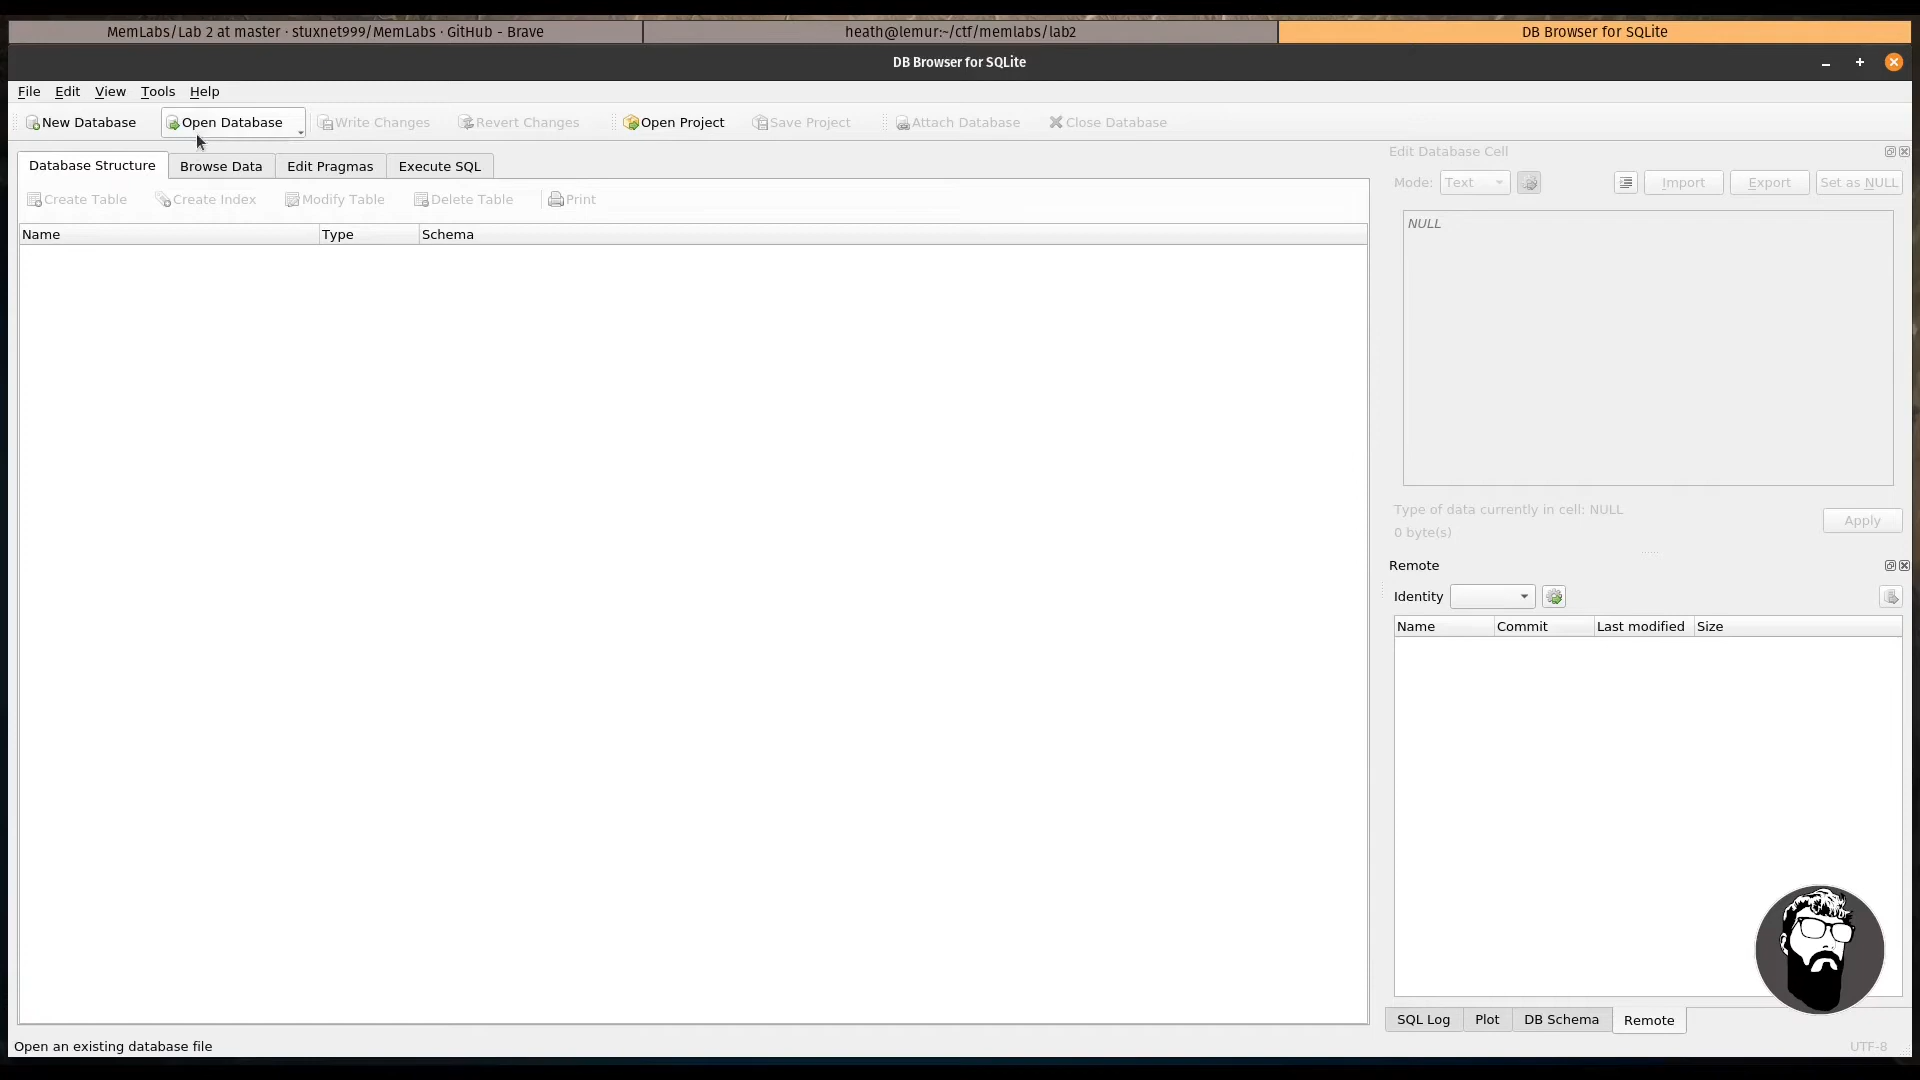 MemLabs/Lab 2 at master · stuxnet999/MemLabs · GitHub - Brave
heath@lemur:~/ctf/memlabs/lab2
DB Browser for SQLite
DB Browser for SQLite
File Edit View Tools Help
New Database Open Database Write Changes Revert Changes Open Project Save Project Attach Database Close Database
Database Structure Browse Data Edit Pragmas Execute SQL
Create Table Create Index Modify Table Delete Table Print
Name Type Schema
Edit Database Cell
Mode: Text Import Export Set as NULL
NULL
Type of data currently in cell: NULL
0 byte(s)
Apply
Remote
Identity
Name Commit Last modified Size
SQL Log Plot DB Schema Remote
Open an existing database file
UTF-8